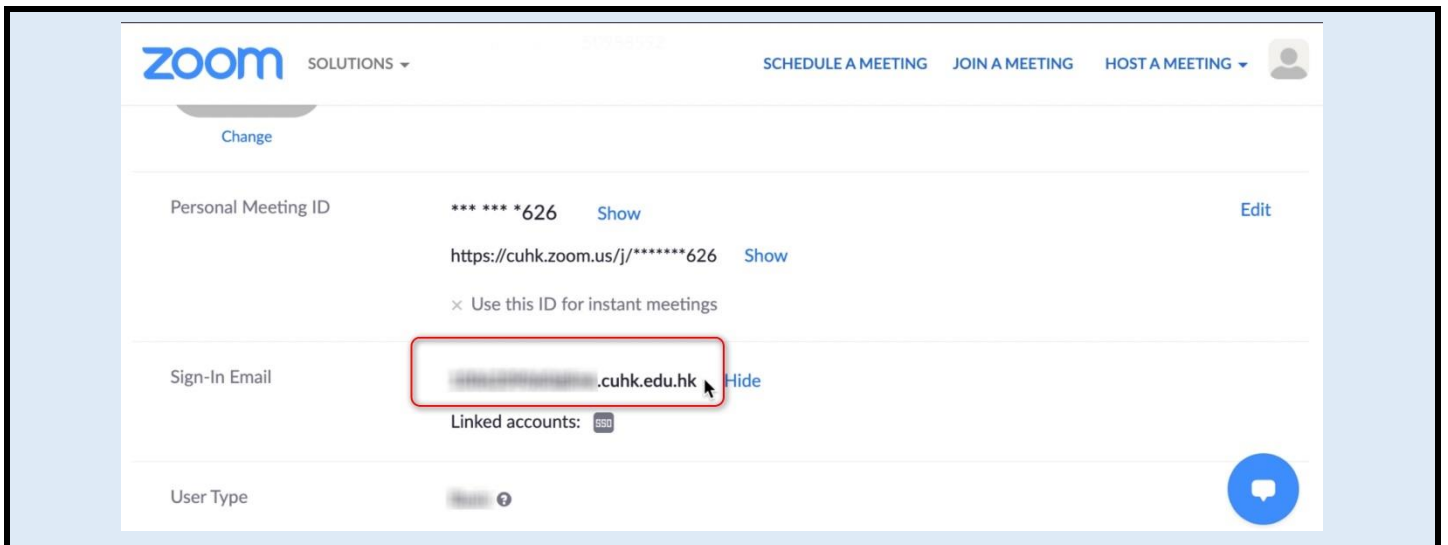 zoom SOLUTIONS SCHEDULE A MEETING JOIN A MEETING HOST A MEETING
Change
Personal Meeting ID *** *** *626 Show Edit
https://cuhk.zoom.us/j/*******626 Show
× Use this ID for instant meetings
Sign-In Email .cuhk.edu.hk Hide
Linked accounts: SSO
User Type ?